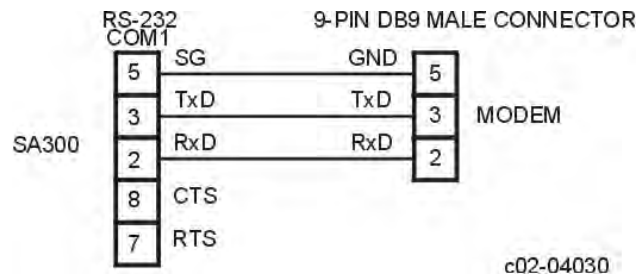 RS-232 9-PIN DB9 MALE CONNECTOR
COM1
5 SG GND 5
3 TxD TxD 3 MODEM
SA300
2 RxD RxD 2
8 CTS
7 RTS
c02-04030